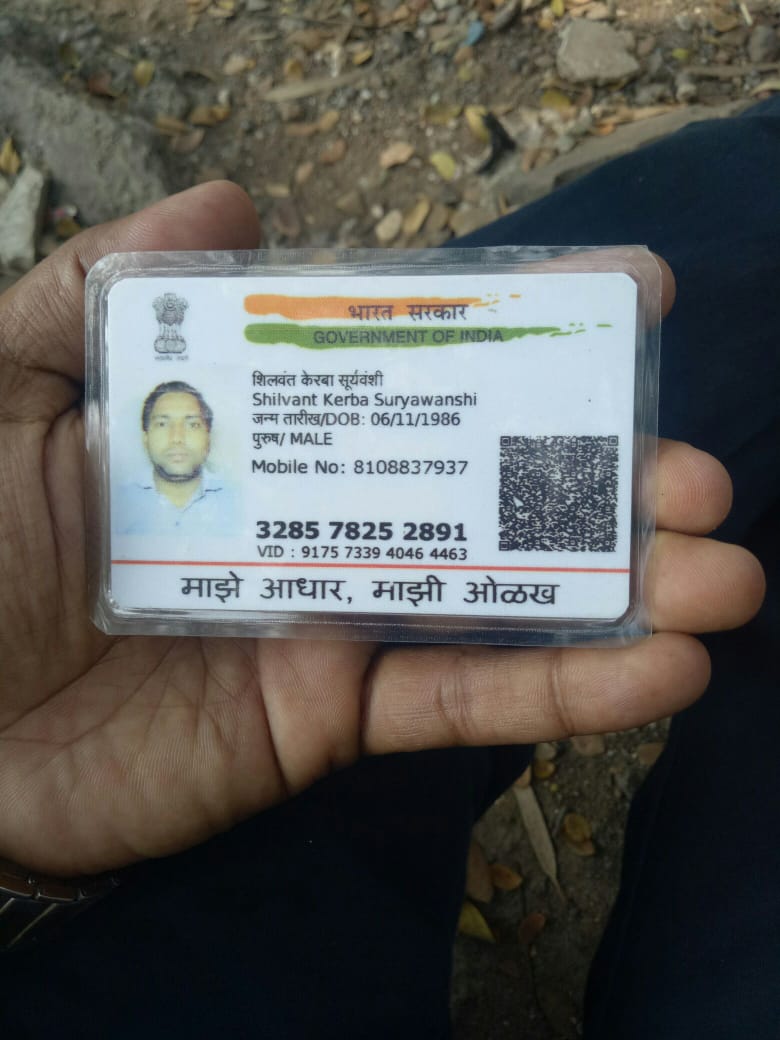 भारत सरकार
GOVERNMENT OF INDIA
शिलवंत केरबा सूर्यवंशी
Shilvant Kerba Suryawanshi
जन्म तारीख/DOB: 06/11/1986
पुरुष/ MALE
Mobile No: 8108837937
3285 7825 2891
VID : 9175 7339 4046 4463
माझे आधार, माझी ओळख